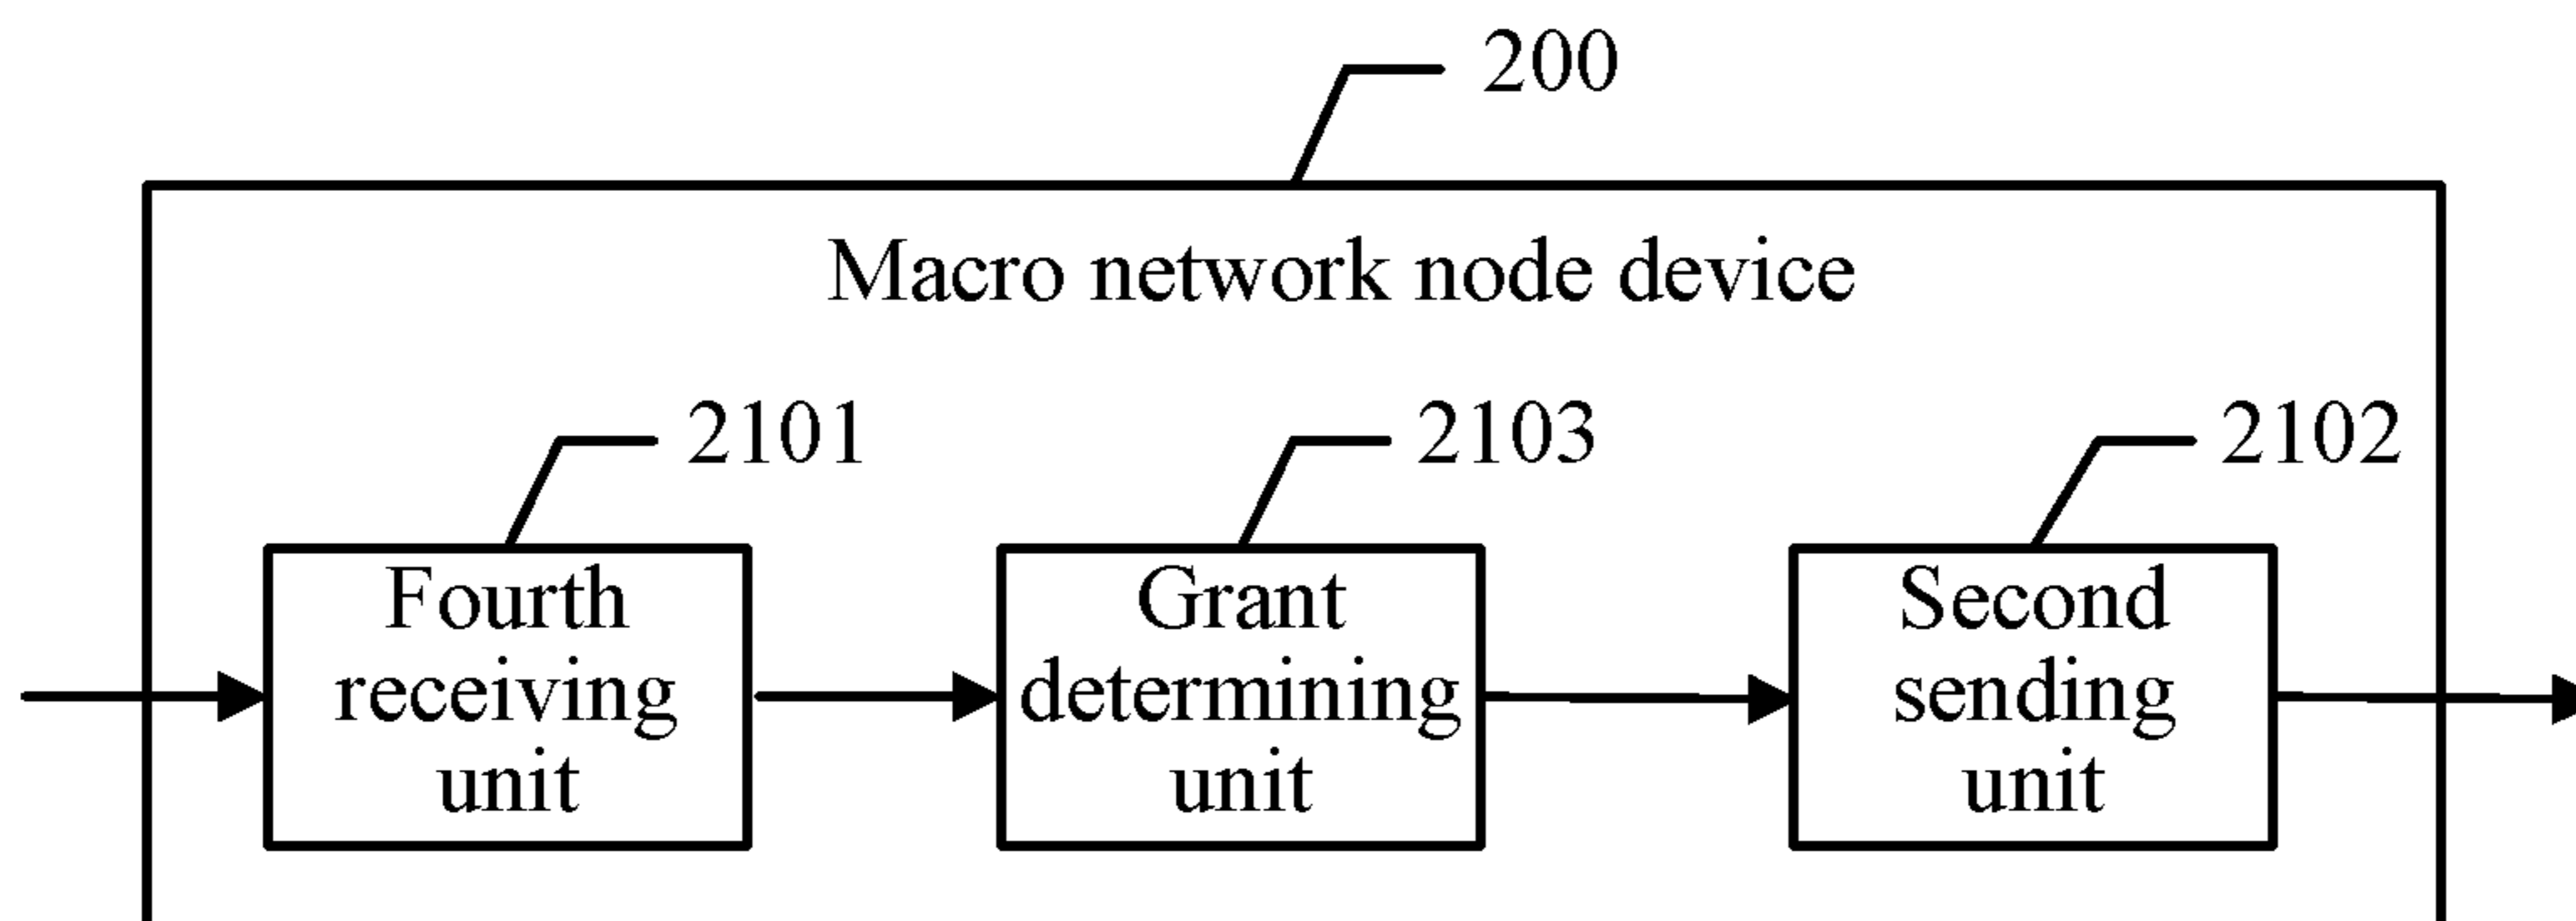 200
Macro network node device
2101
2103
2102
Fourth
receiving
unit
Grant
determining
unit
Second
sending
unit